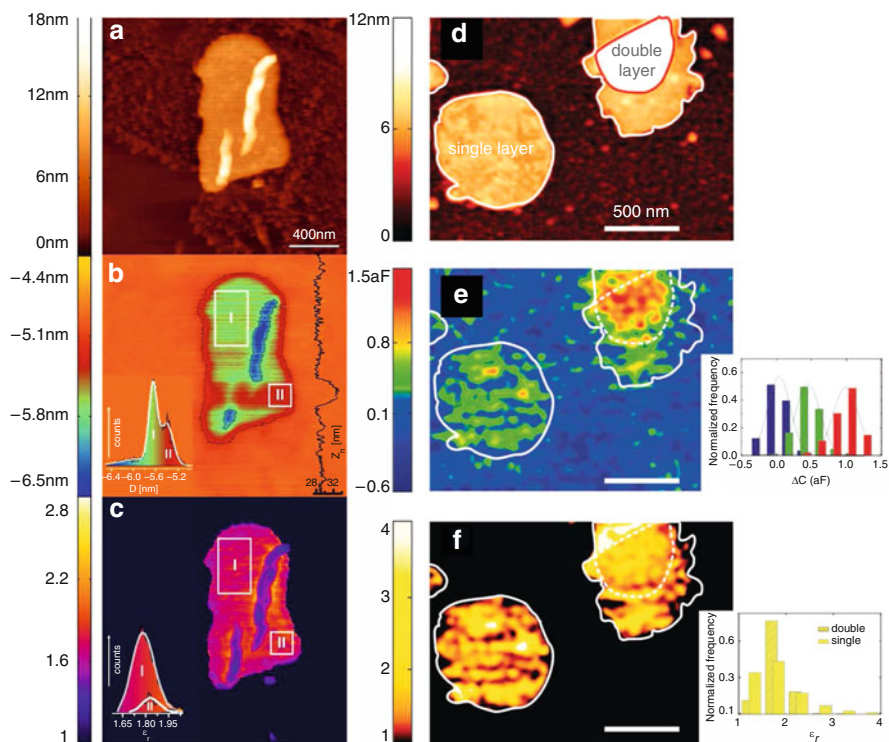 18nm
12nm
6nm
0nm
a
400nm
12nm
6
0
d
double
layer
single layer
500 nm
−4.4nm
−5.1nm
−5.8nm
−6.5nm
b
I
II
counts
I
II
−6.4 −6.0 −5.6 −5.2
D [nm]
Zn [nm]
28 32
1.5aF
0.8
0.1
−0.6
e
Normalized frequency
0.6
0.4
0.2
0.0
−0.5 0.0 0.5 1.0 1.5
ΔC (aF)
2.8
2.2
1.6
1
c
I
II
counts
I
II
1.65 1.80 1.95
εr
4
3
2
1
f
Normalized frequency
0.6
0.3
0.1
double
single
1 2 3 4
εr